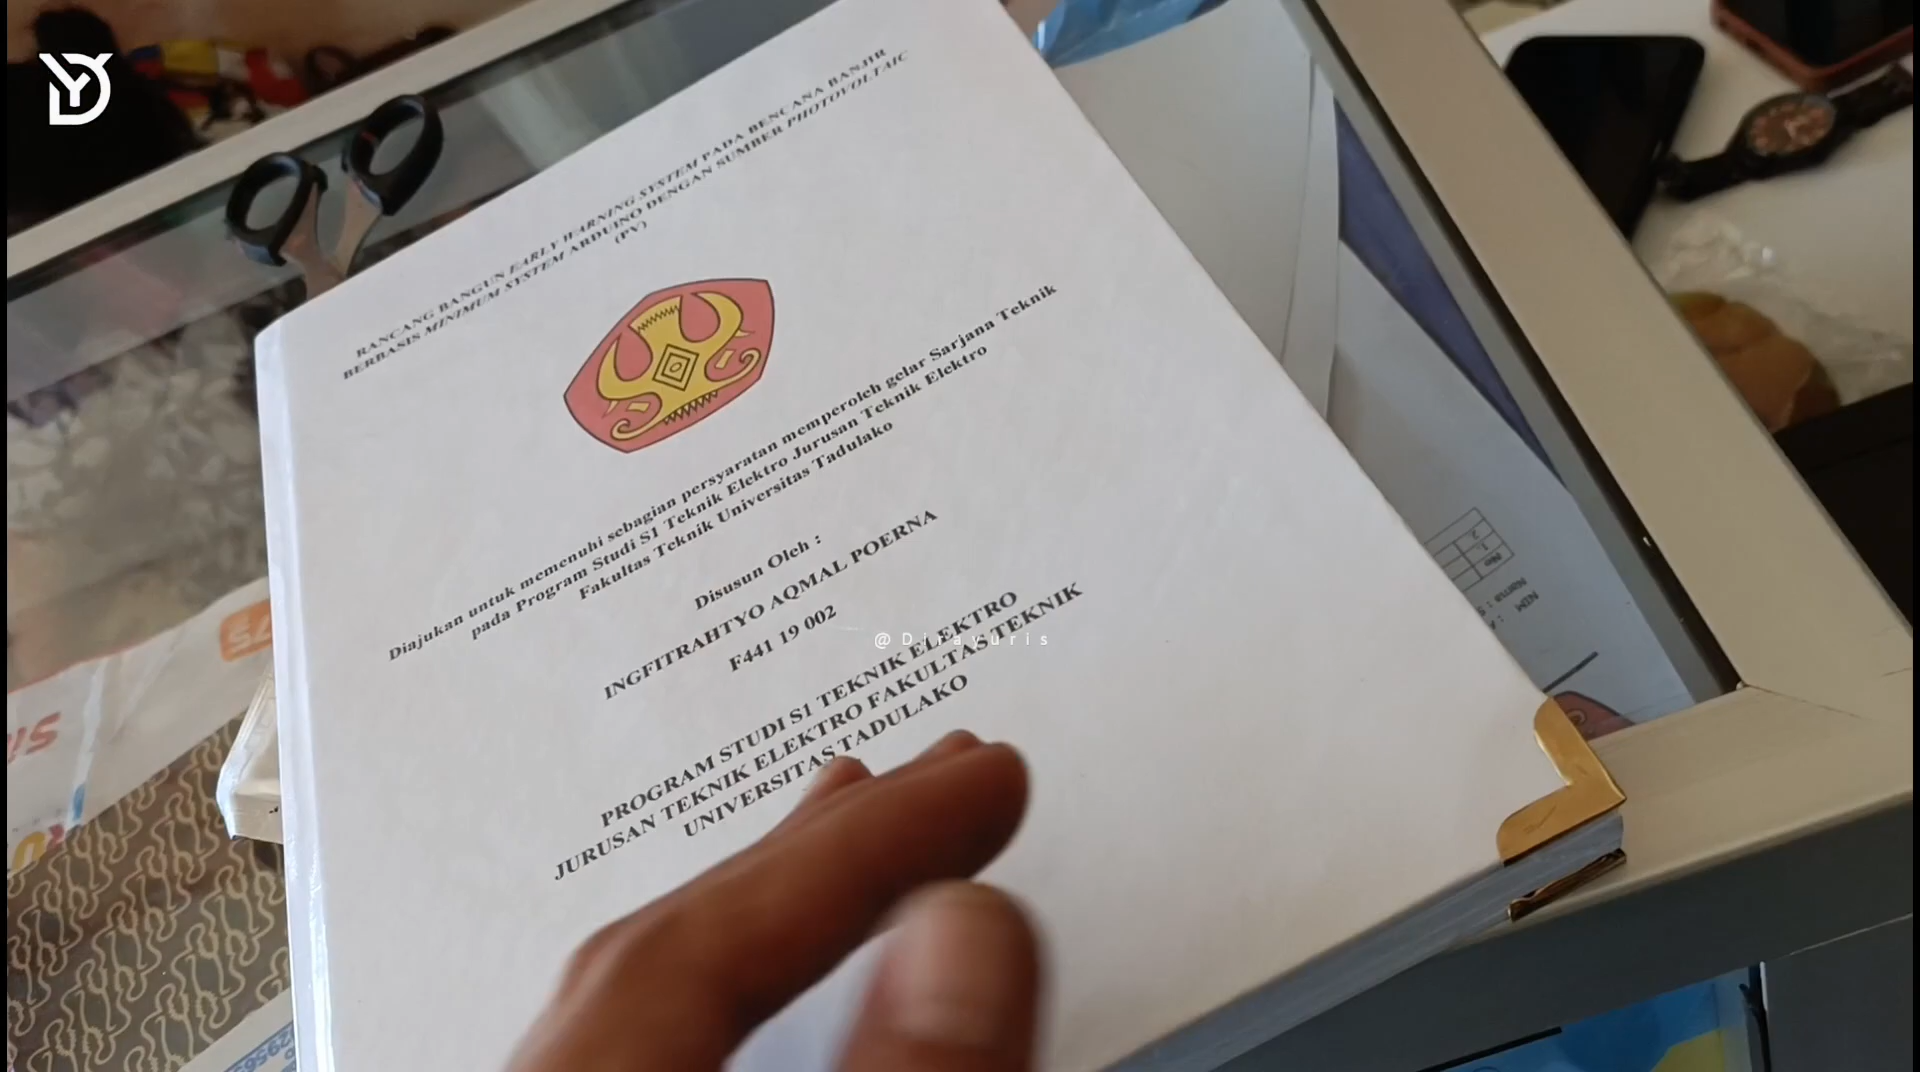 RANCANG BANGUN EARLY WARNING SYSTEM PADA BENCANA BANJIR
BERBASIS MINIMUM SYSTEM ARDUINO DENGAN SUMBER PHOTOVOLTAIC
(PV)
Diajukan untuk memenuhi sebagian persyaratan memperoleh gelar Sarjana Teknik
pada Program Studi S1 Teknik Elektro Jurusan Teknik Elektro
Fakultas Teknik Universitas Tadulako
Disusun Oleh :
INGFITRAHTYO AQMAL POERNA
F441 19 002
@Dirayuris
PROGRAM STUDI S1 TEKNIK ELEKTRO
JURUSAN TEKNIK ELEKTRO FAKULTAS TEKNIK
UNIVERSITAS TADULAKO